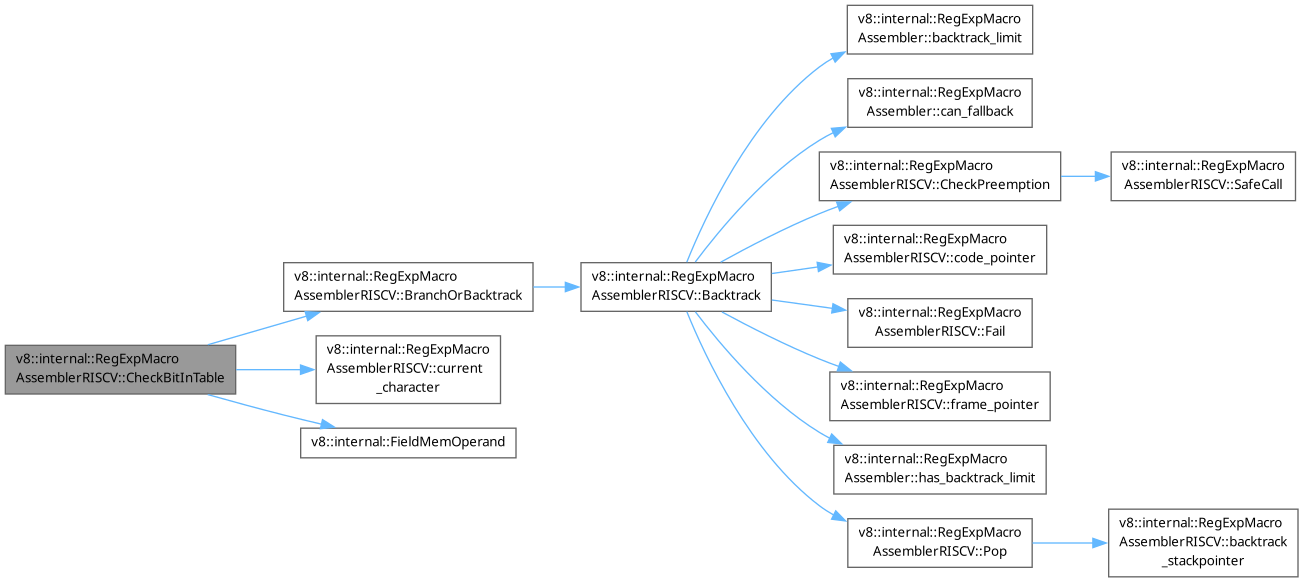 v8::internal::RegExpMacro
Assembler::backtrack_limit
v8::internal::RegExpMacro
Assembler::can_fallback
v8::internal::RegExpMacro
AssemblerRISCV::CheckPreemption
v8::internal::RegExpMacro
AssemblerRISCV::SafeCall
v8::internal::RegExpMacro
AssemblerRISCV::code_pointer
v8::internal::RegExpMacro
AssemblerRISCV::BranchOrBacktrack
v8::internal::RegExpMacro
AssemblerRISCV::Backtrack
v8::internal::RegExpMacro
AssemblerRISCV::Fail
v8::internal::RegExpMacro
AssemblerRISCV::CheckBitInTable
v8::internal::RegExpMacro
AssemblerRISCV::current
_character
v8::internal::RegExpMacro
AssemblerRISCV::frame_pointer
v8::internal::FieldMemOperand
v8::internal::RegExpMacro
Assembler::has_backtrack_limit
v8::internal::RegExpMacro
AssemblerRISCV::Pop
v8::internal::RegExpMacro
AssemblerRISCV::backtrack
_stackpointer